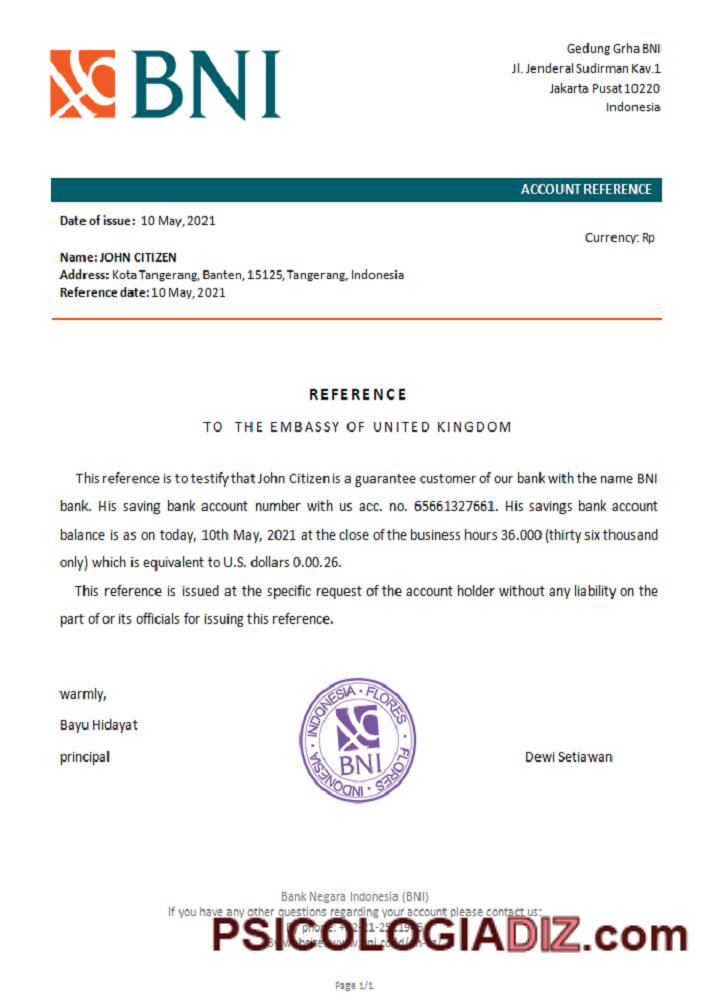 BNI
Gedung Grha BNI
Jl. Jenderal Sudirman Kav.1
Jakarta Pusat 10220
Indonesia
ACCOUNT REFERENCE
Date of issue: 10 May, 2021
Currency: Rp
Name: JOHN CITIZEN
Address: Kota Tangerang, Banten, 15125, Tangerang, Indonesia
Reference date: 10 May, 2021
REFERENCE
TO THE EMBASSY OF UNITED KINGDOM
This reference is to testify that John Citizen is a guarantee customer of our bank with the name BNI
bank. His saving bank account number with us acc. no. 65661327661. His savings bank account
balance is as on today, 10th May, 2021 at the close of the business hours 36.000 (thirty six thousand
only) which is equivalent to U.S. dollars 0.00.26.
This reference is issued at the specific request of the account holder without any liability on the
part of or its officials for issuing this reference.
warmly,
Bayu Hidayat
principal
INDONESIA · FLORES · INDONESIA · FLORES ·
BNI
Dewi Setiawan
Bank Negara Indonesia (BNI)
If you have any other questions regarding your account please contact us:
By phone:
By website:
PSICOLOGIADIZ.com
Page 1/1